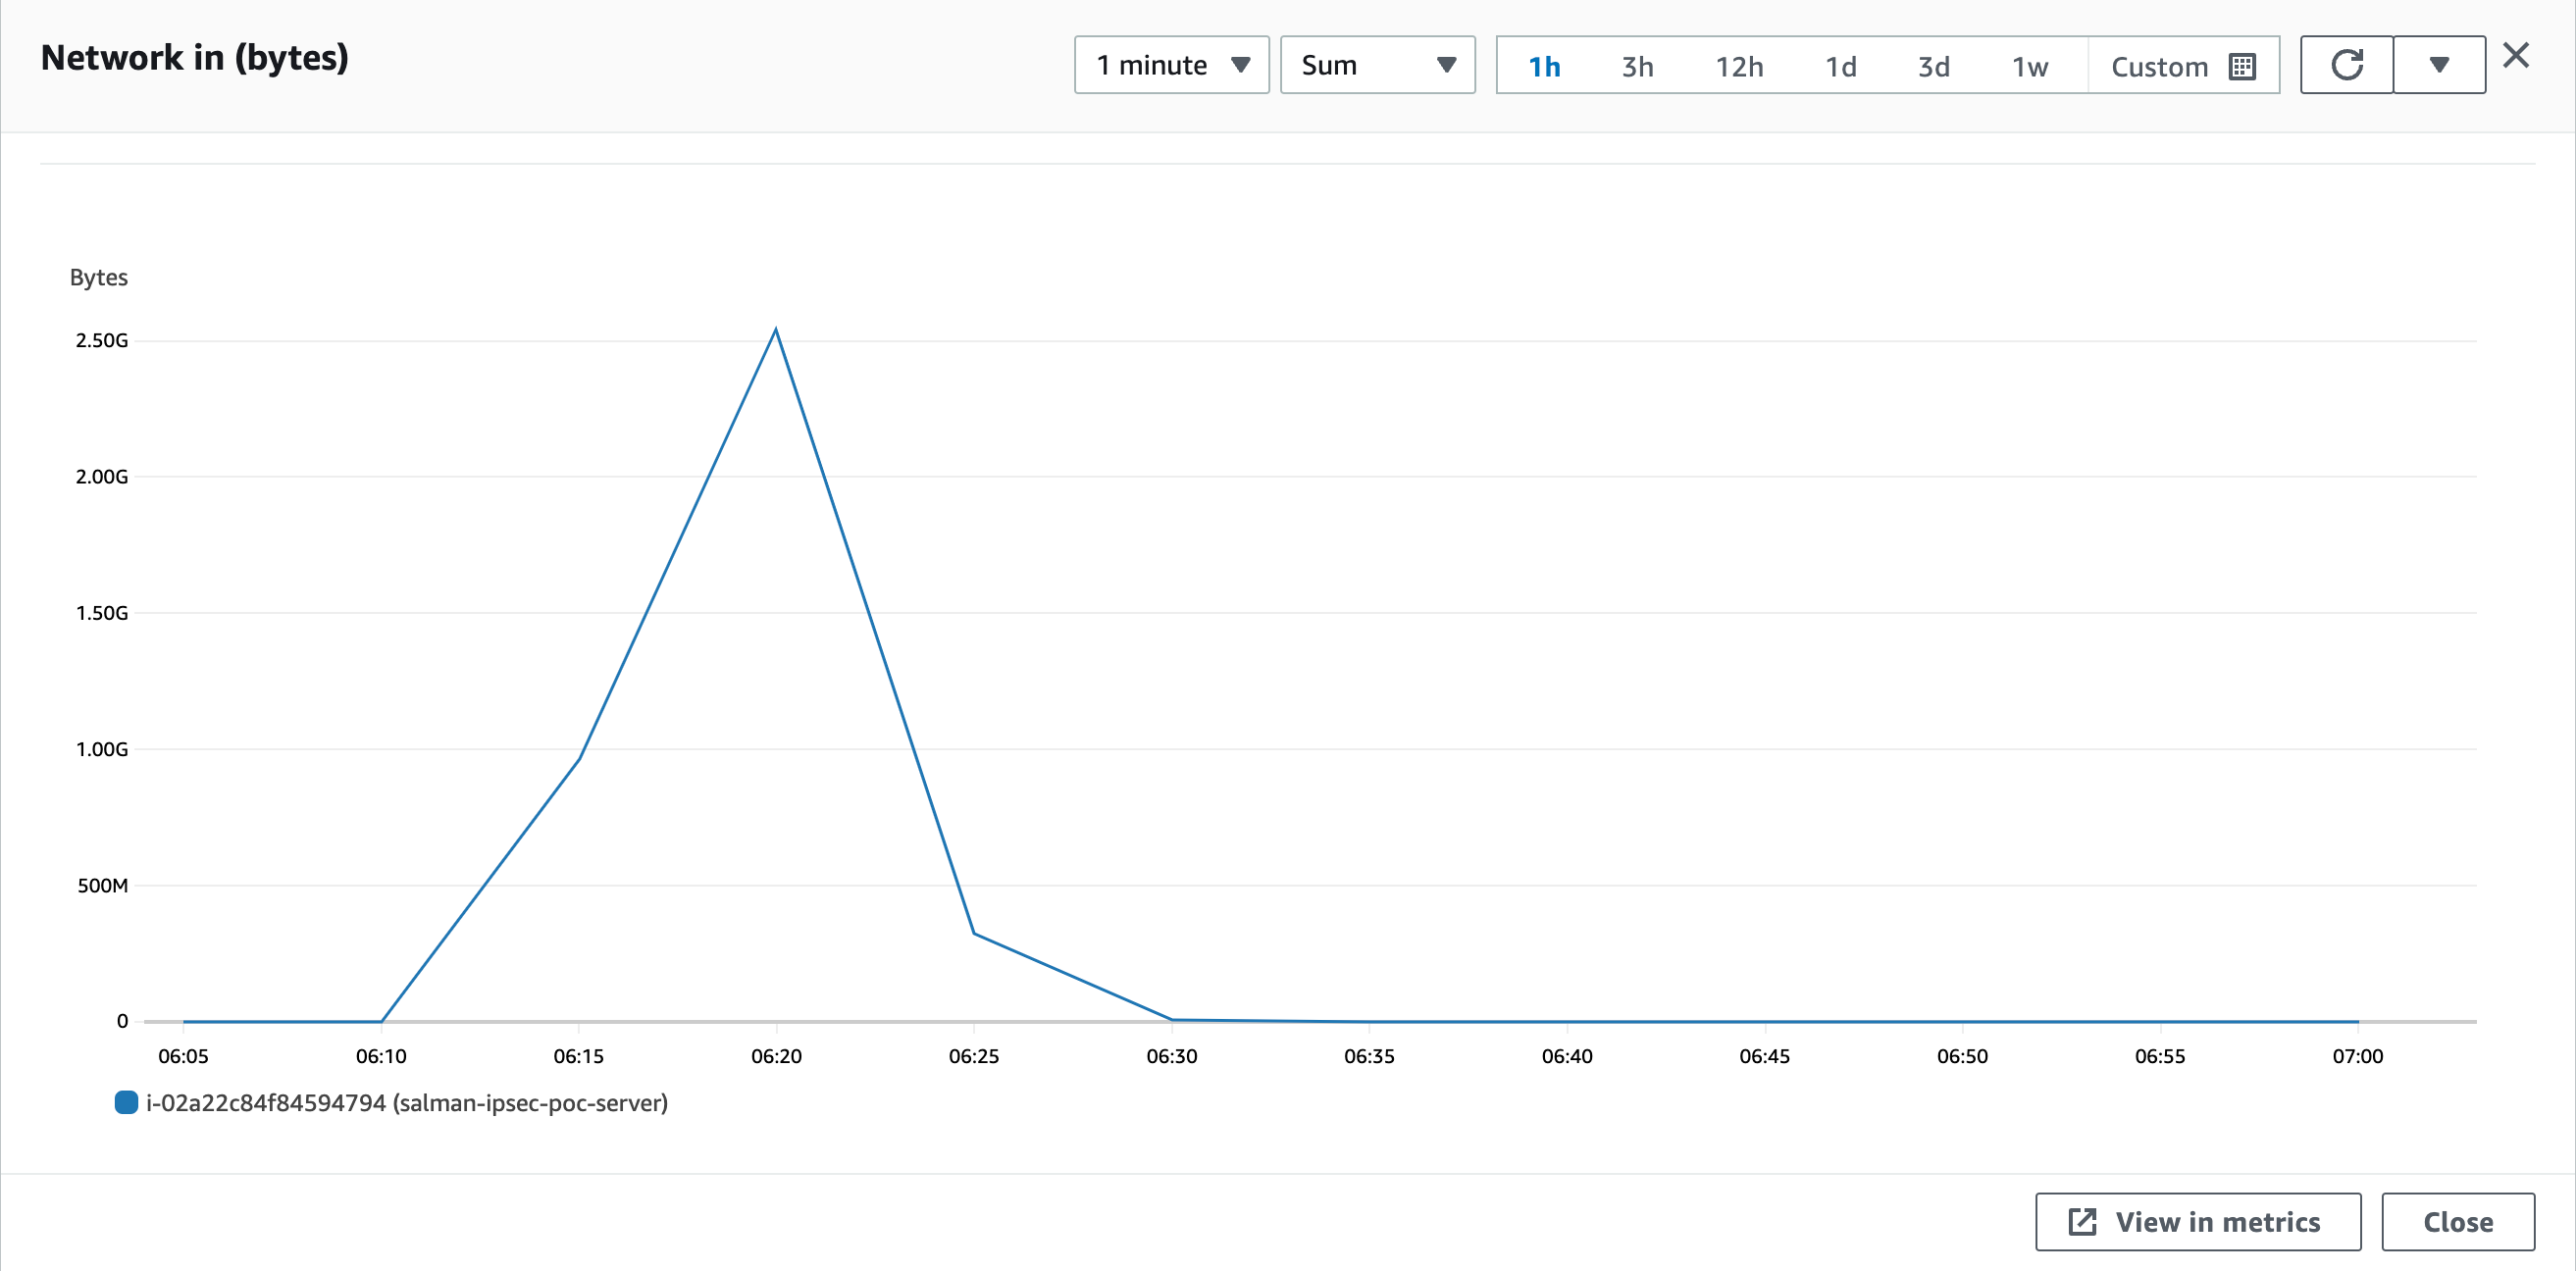 Network in (bytes)
1 minute
Sum
1h 3h 12h 1d 3d 1w Custom
Bytes
2.50G
2.00G
1.50G
1.00G
500M
0
06:05 06:10 06:15 06:20 06:25 06:30 06:35 06:40 06:45 06:50 06:55 07:00
i-02a22c84f84594794 (salman-ipsec-poc-server)
View in metrics
Close